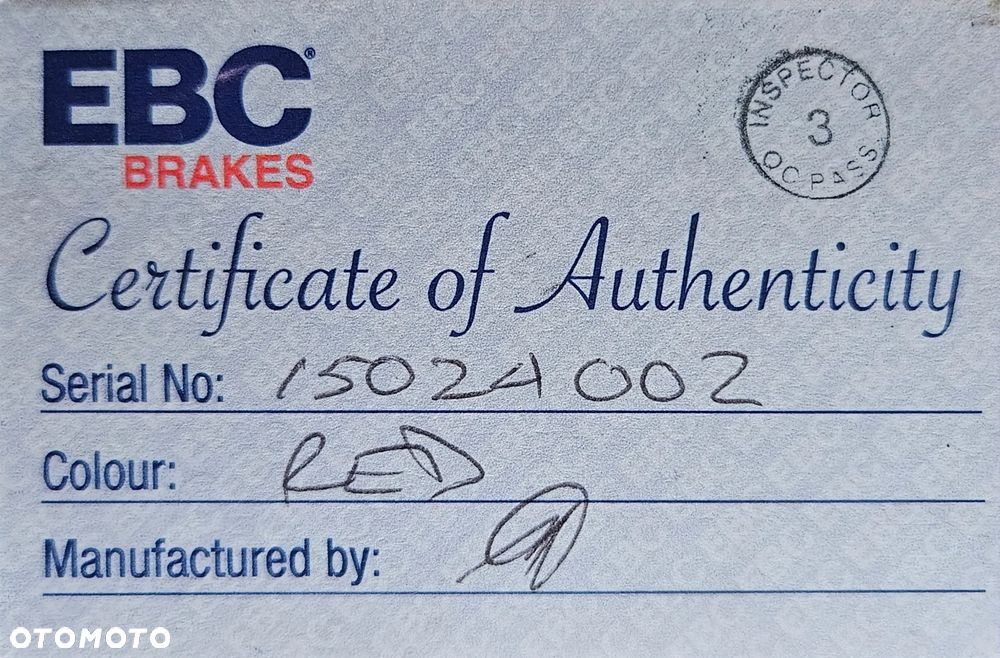 EBC®
BRAKES
INSPECTOR
3
QC PASS
Certificate of Authenticity
Serial No: 15024002
Colour: RED
Manufactured by:
OTOMOTO